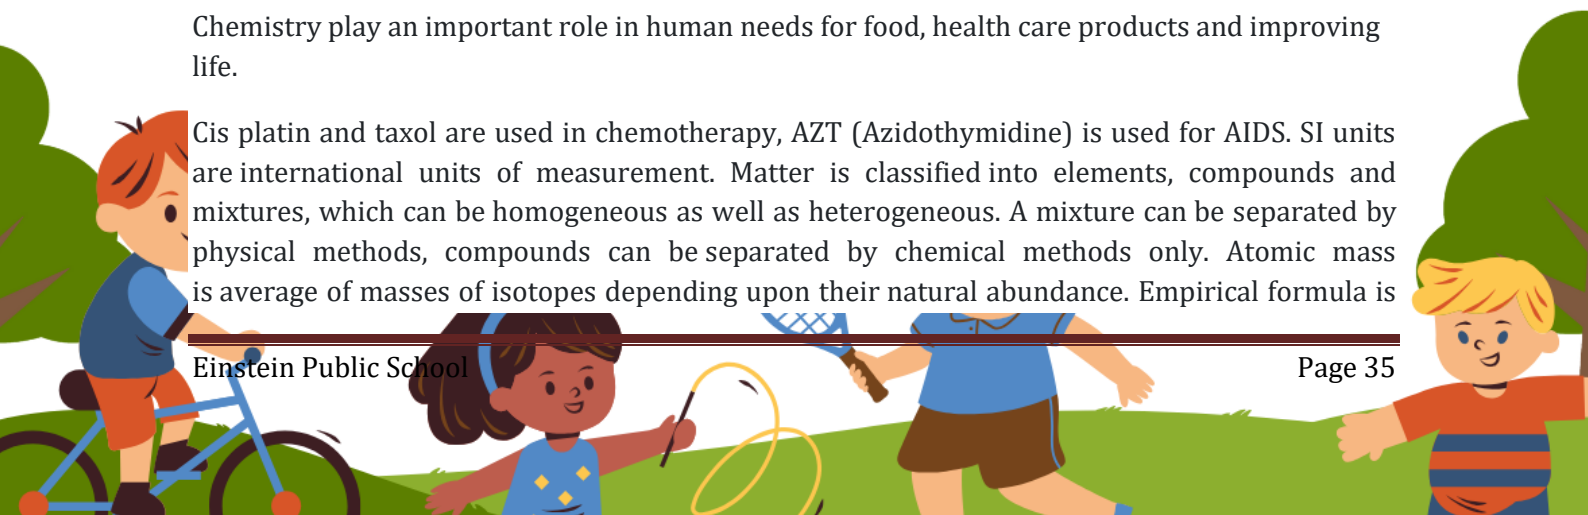 Chemistry play an important role in human needs for food, health care products and improving
life.
Cis platin and taxol are used in chemotherapy, AZT (Azidothymidine) is used for AIDS. SI units
are international units of measurement. Matter is classified into elements, compounds and
mixtures, which can be homogeneous as well as heterogeneous. A mixture can be separated by
physical methods, compounds can be separated by chemical methods only. Atomic mass
is average of masses of isotopes depending upon their natural abundance. Empirical formula is
Einstein Public School Page 35